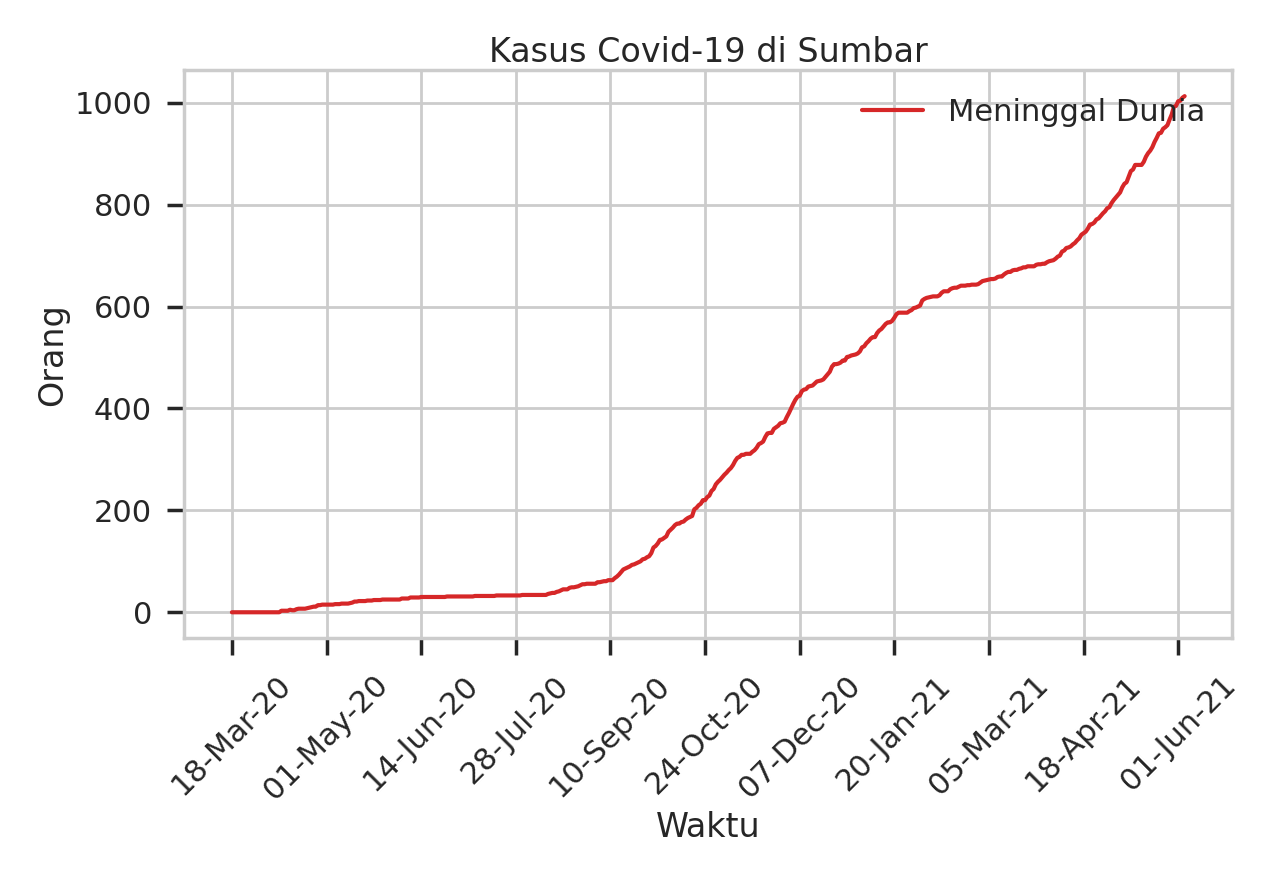 Kasus Covid-19 di Sumbar
Meninggal Dunia
1000
800
600
400
200
0
Orang
18-Mar-20
01-May-20
14-Jun-20
28-Jul-20
10-Sep-20
24-Oct-20
07-Dec-20
20-Jan-21
05-Mar-21
18-Apr-21
01-Jun-21
Waktu